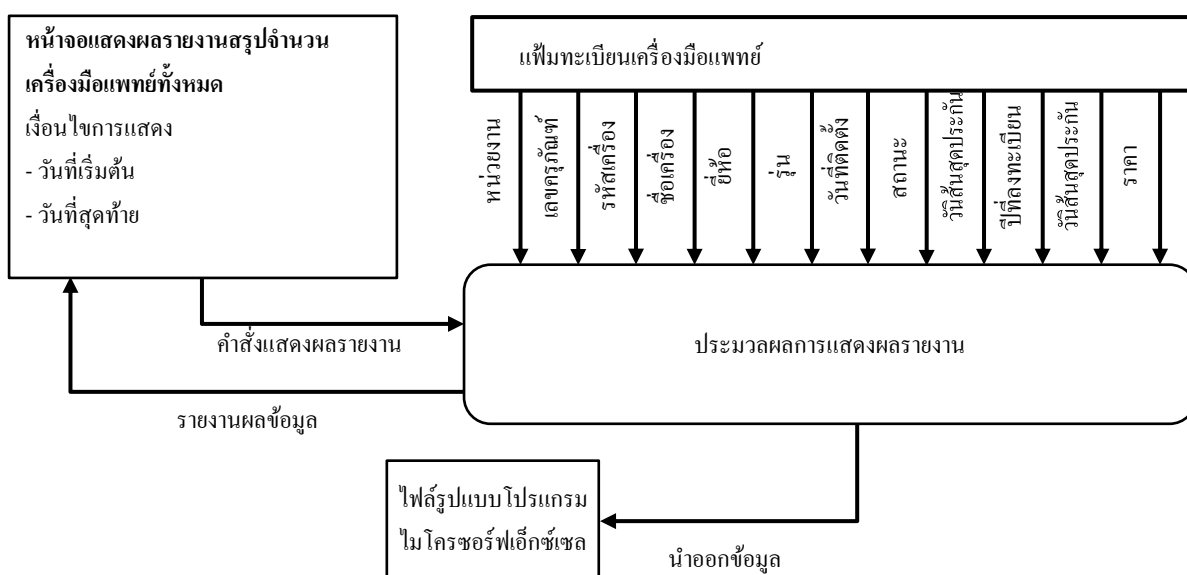 หน้าจอแสดงผลรายงานสรุปจำนวน
เครื่องมือแพทย์ทั้งหมด
เงื่อนไขการแสดง
- วันที่เริ่มต้น
- วันที่สุดท้าย
แฟ้มทะเบียนเครื่องมือแพทย์
หน่วยงาน
เลขครุภัณฑ์
รหัสเครื่อง
ชื่อเครื่อง
ยี่ห้อ
รุ่น
วันที่ติดตั้ง
สถานะ
วันสิ้นสุดประกัน
ปีที่ลงทะเบียน
วันสิ้นสุดประกัน
ราคา
คำสั่งแสดงผลรายงาน
ประมวลผลการแสดงผลรายงาน
รายงานผลข้อมูล
ไฟล์รูปแบบโปรแกรม
ไมโครซอร์ฟเอ็กซ์เซล
นำออกข้อมูล